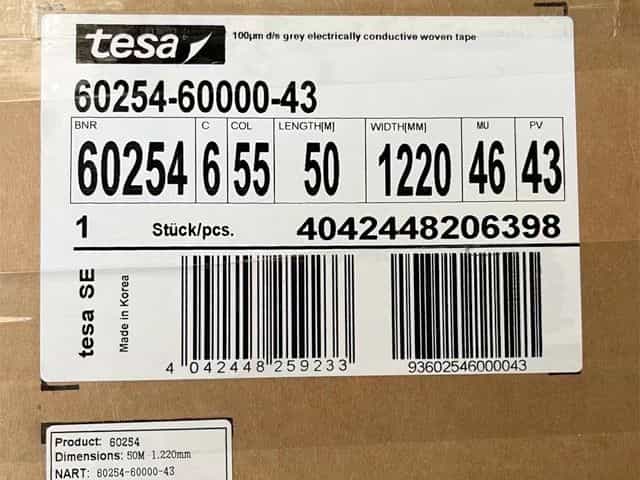 tesa
100µm d/s grey electrically conductive woven tape
60254-60000-43
BNR C COL LENGTH[M] WIDTH[MM] MU PV
60254 6 55 50 1220 46 43
1 Stück/pcs. 4042448206398
tesa SE
Made in Korea
4 042448 259233
93602546000043
Product: 60254
Dimensions: 50M 1.220mm
NART: 60254-60000-43